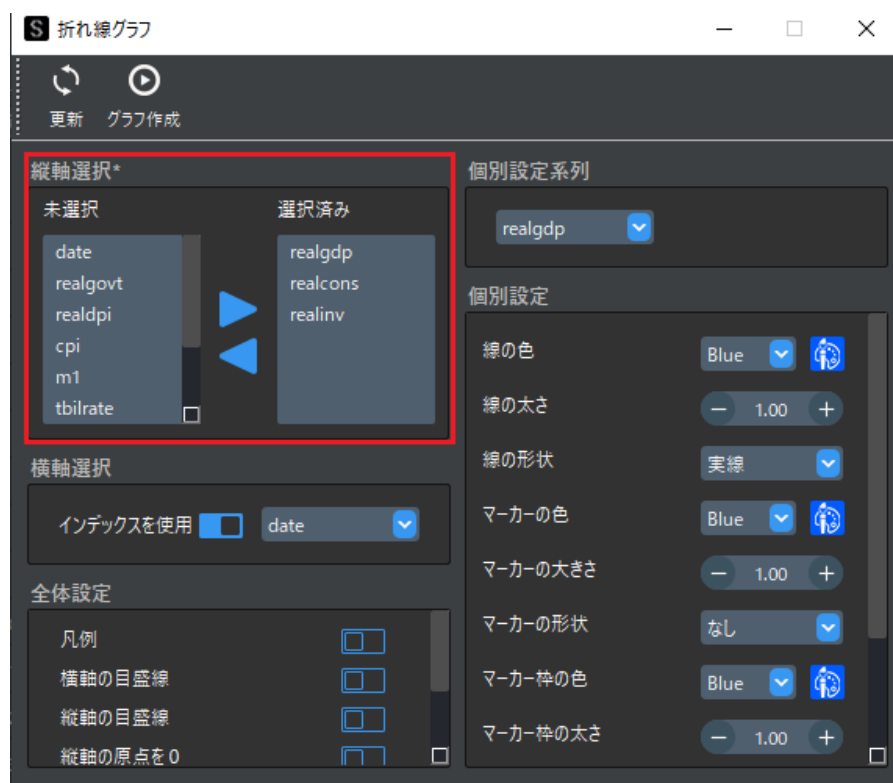 S 折れ線グラフ
更新 グラフ作成
縦軸選択*
未選択
date
realgovt
realdpi
cpi
m1
tbilrate
選択済み
realgdp
realcons
realinv
横軸選択
インデックスを使用 date
全体設定
凡例
横軸の目盛線
縦軸の目盛線
縦軸の原点を0
個別設定系列
realgdp
個別設定
線の色 Blue
線の太さ － 1.00 ＋
線の形状 実線
マーカーの色 Blue
マーカーの大きさ － 1.00 ＋
マーカーの形状 なし
マーカー枠の色 Blue
マーカー枠の太さ － 1.00 ＋